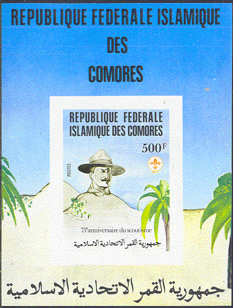 REPUBLIQUE FEDERALE ISLAMIQUE
DES
COMORES
REPUBLIQUE FEDERALE
ISLAMIQUE DES COMORES
500F
POSTES
75e anniversaire du scoutisme
جمهورية القمر الاتحادية الاسلامية
جمهورية القمر الاتحادية الاسلامية